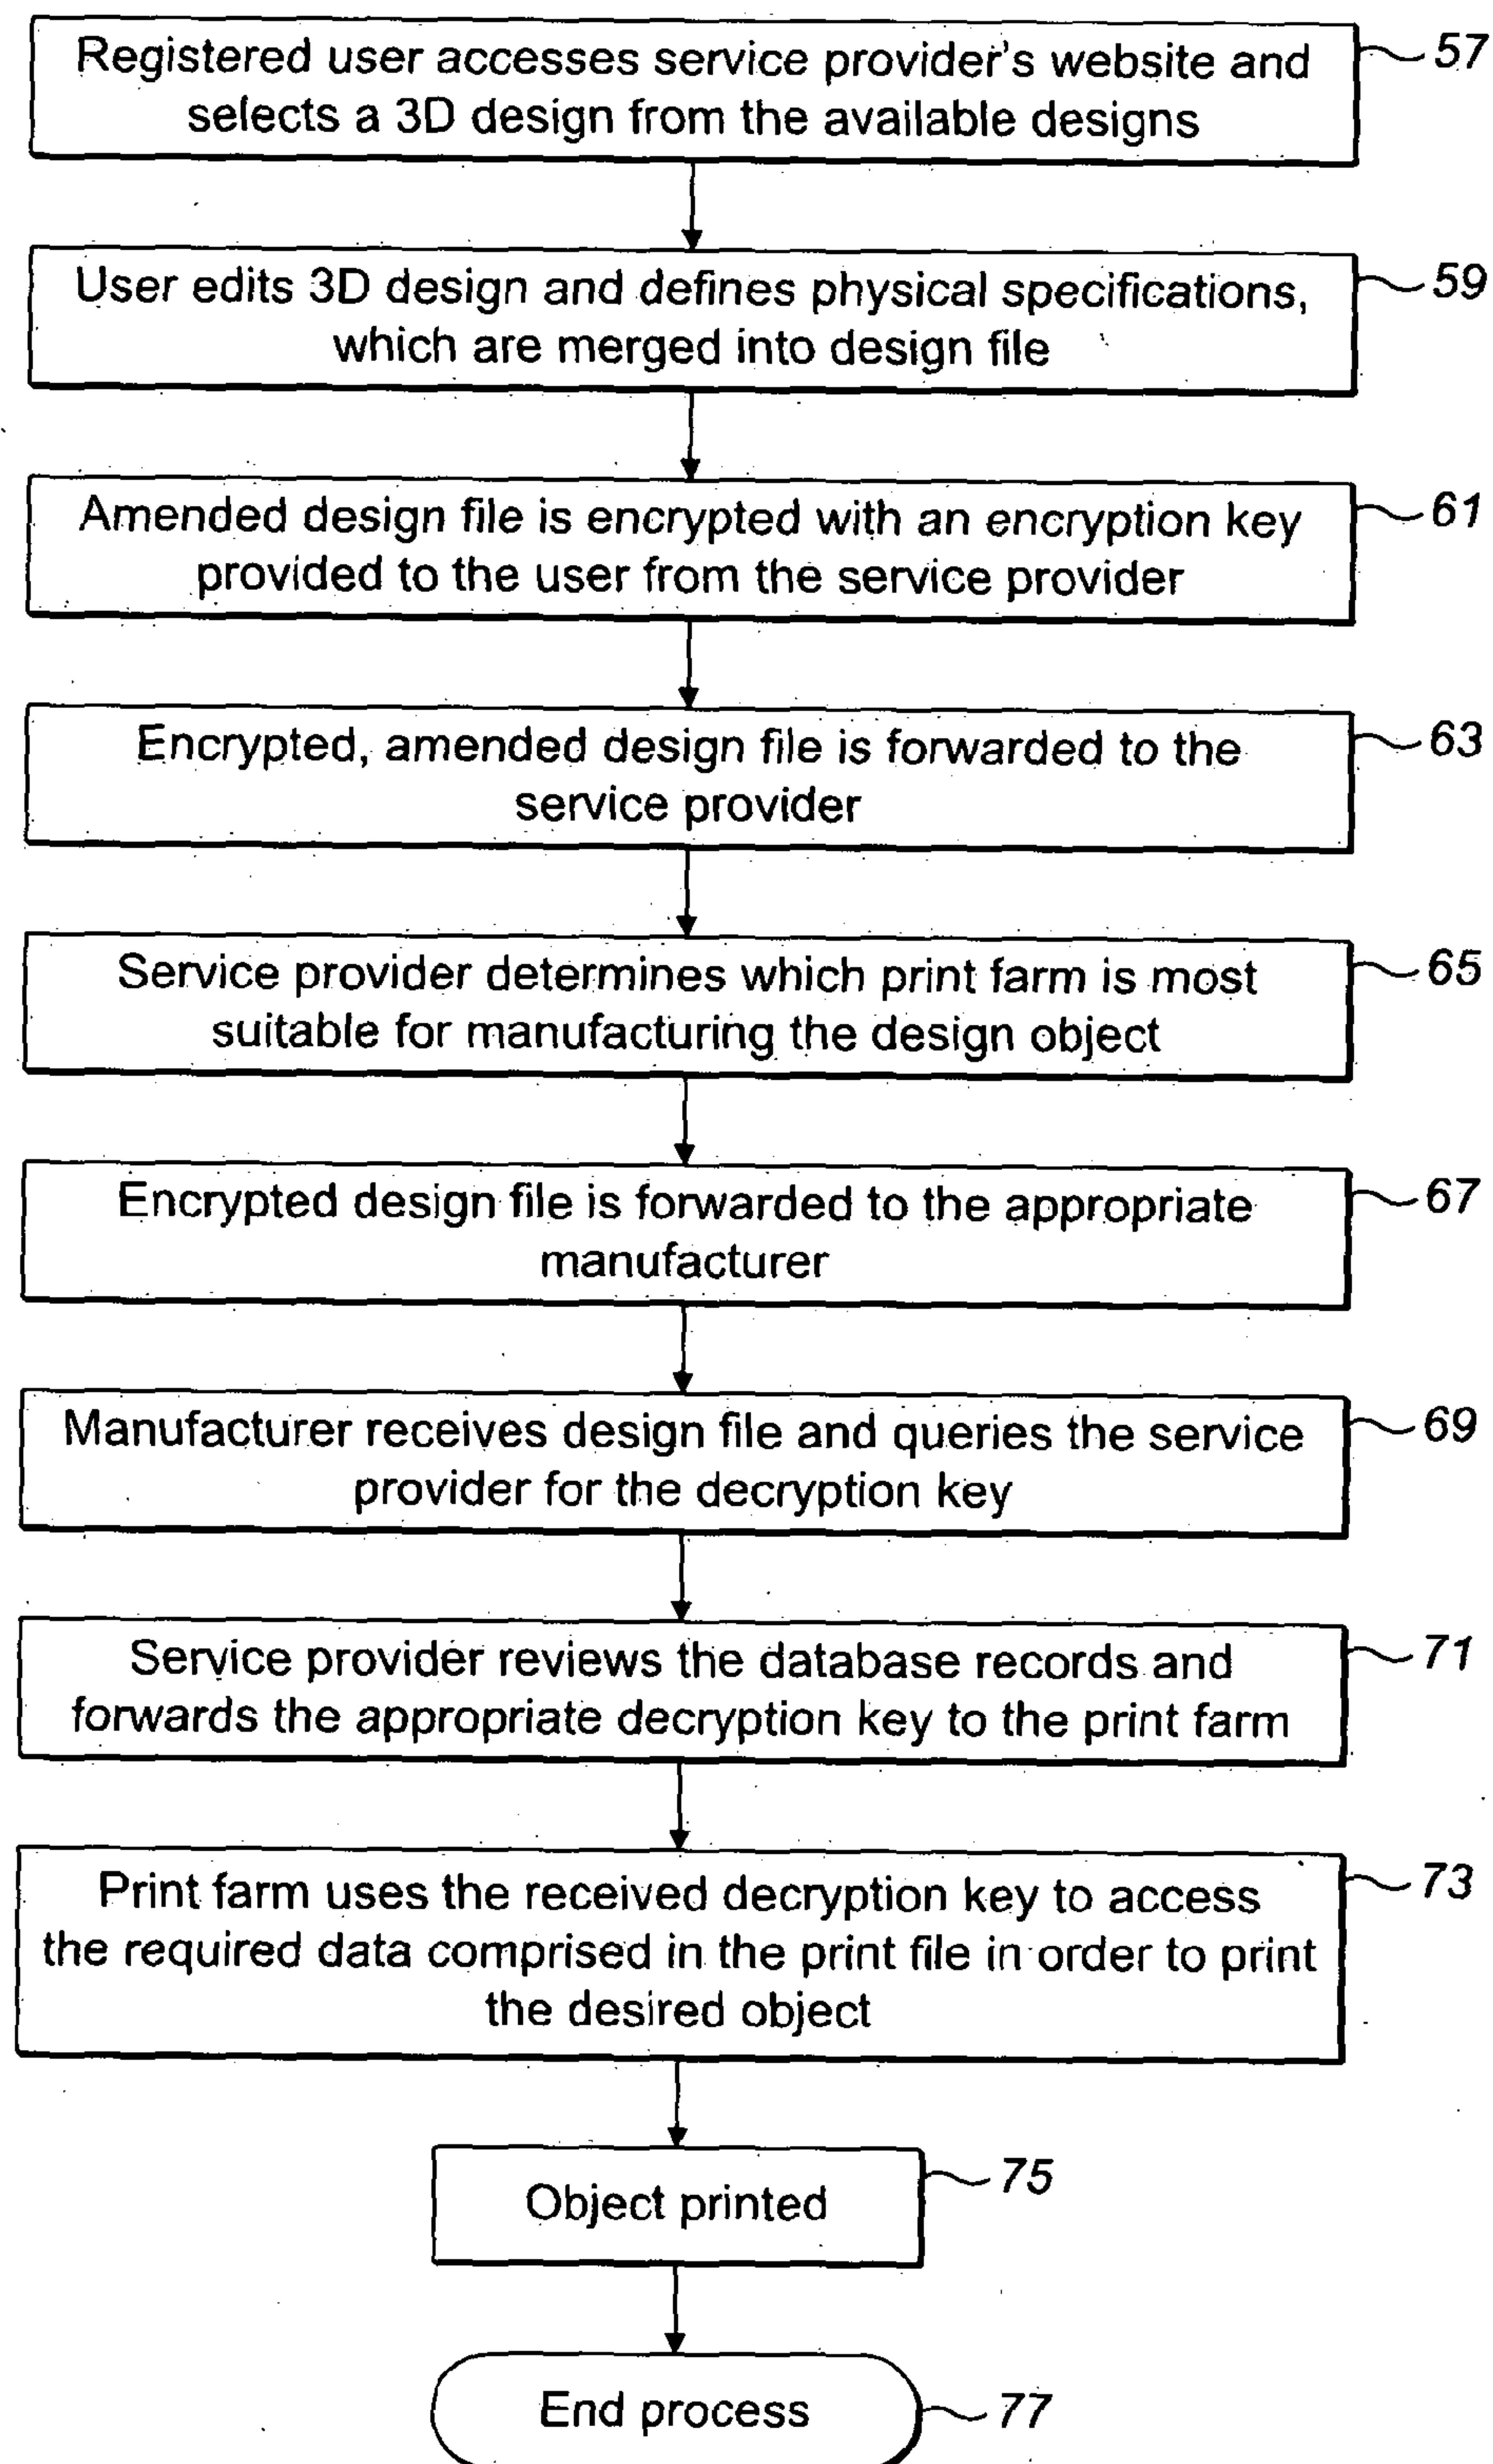 Registered user accesses service provider's website and
selects a 3D design from the available designs
57
User edits 3D design and defines physical specifications,
which are merged into design file
59
Amended design file is encrypted with an encryption key
provided to the user from the service provider
61
Encrypted, amended design file is forwarded to the
service provider
63
Service provider determines which print farm is most
suitable for manufacturing the design object
65
Encrypted design file is forwarded to the appropriate
manufacturer
67
Manufacturer receives design file and queries the service
provider for the decryption key
69
Service provider reviews the database records and
forwards the appropriate decryption key to the print farm
71
Print farm uses the received decryption key to access
the required data comprised in the print file in order to print
the desired object
73
Object printed
75
End process
77